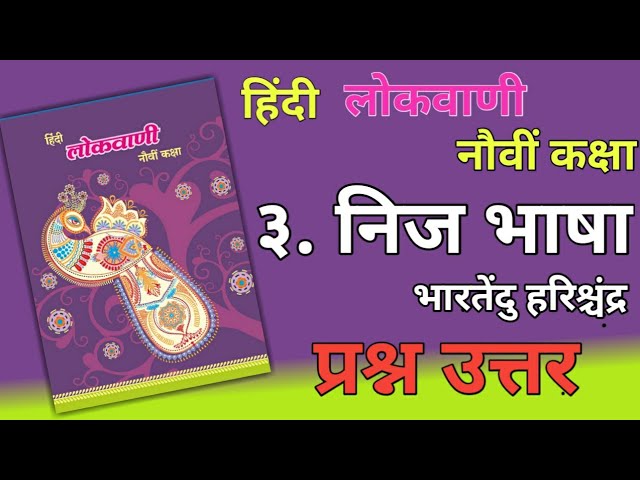 हिंदी लोकवाणी
नौवीं कक्षा
३. निज भाषा
भारतेंदु हरिश्चंद्र
प्रश्न उत्तर
हिंदी
लोकवाणी
नौवीं कक्षा